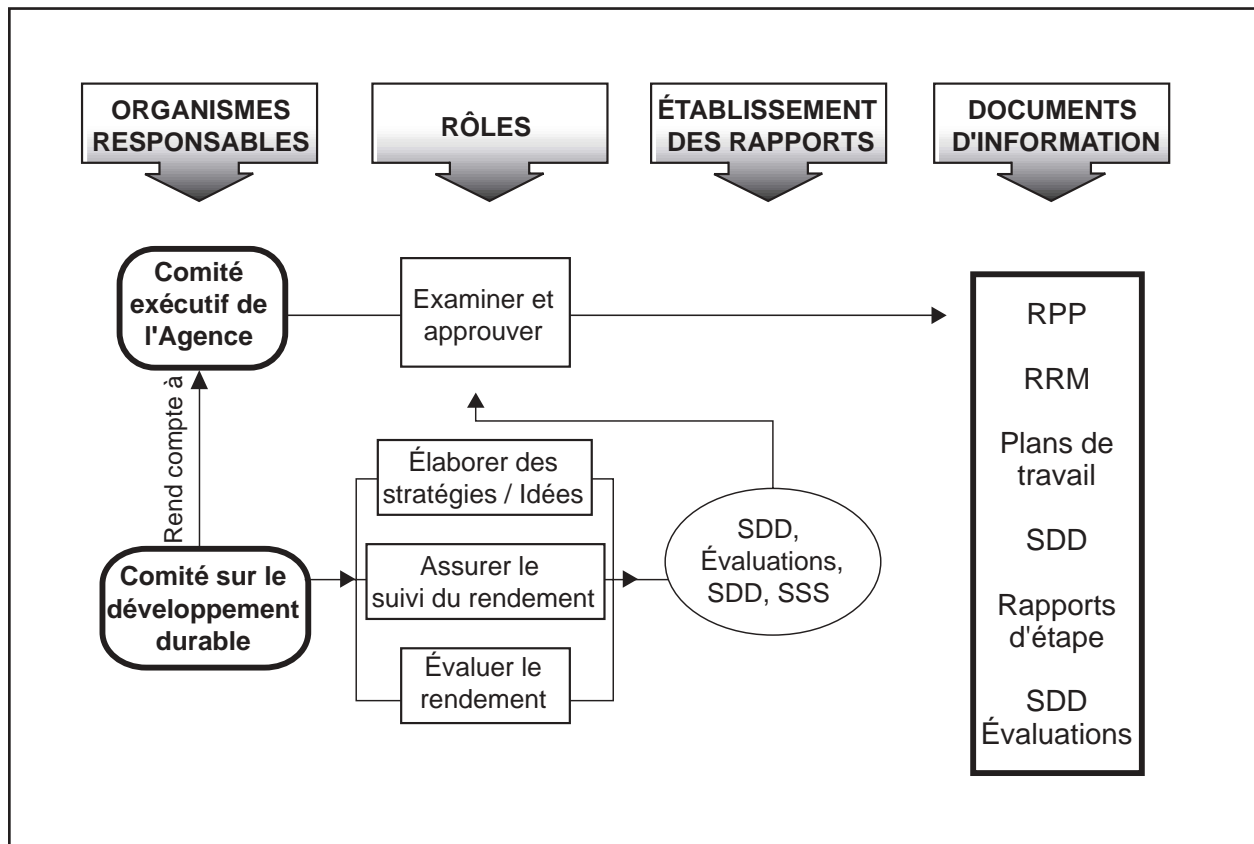 ORGANISMES
RESPONSABLES
RÔLES
ÉTABLISSEMENT
DES RAPPORTS
DOCUMENTS
D'INFORMATION
Comité
exécutif de
l'Agence
Examiner et
approuver
Rend compte à
Comité sur le
développement
durable
Élaborer des
stratégies / Idées
Assurer le
suivi du rendement
Évaluer le
rendement
SDD,
Évaluations,
SDD, SSS
RPP
RRM
Plans de
travail
SDD
Rapports
d'étape
SDD
Évaluations